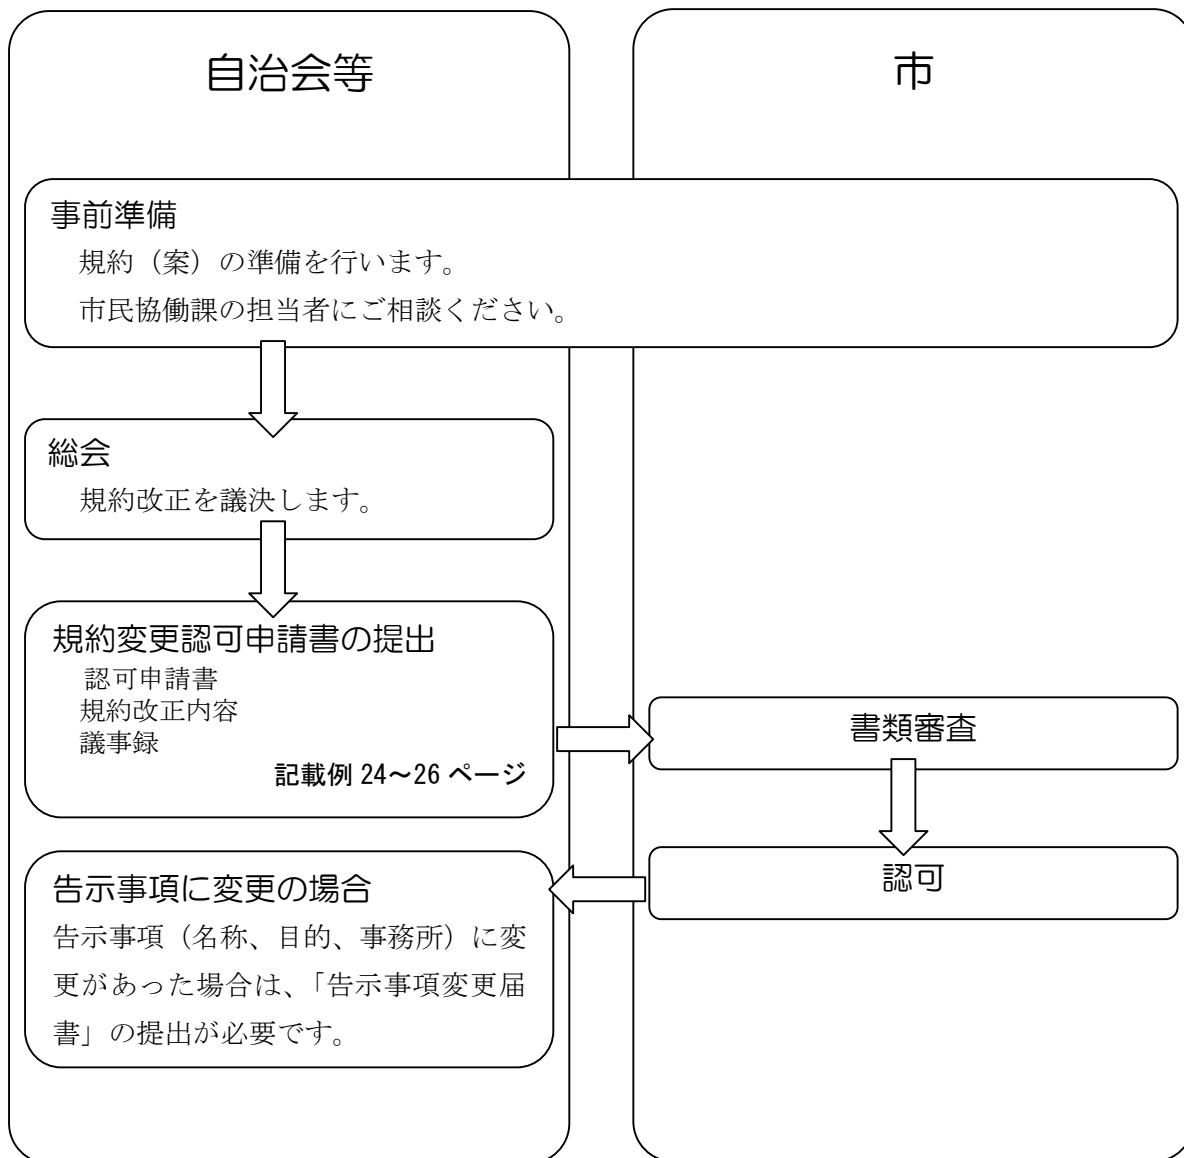 自治会等
市
事前準備
規約（案）の準備を行います。
市民協働課の担当者にご相談ください。
総会
規約改正を議決します。
規約変更認可申請書の提出
認可申請書
規約改正内容
議事録
記載例 24～26 ページ
書類審査
認可
告示事項に変更の場合
告示事項（名称、目的、事務所）に変
更があった場合は、「告示事項変更届
書」の提出が必要です。